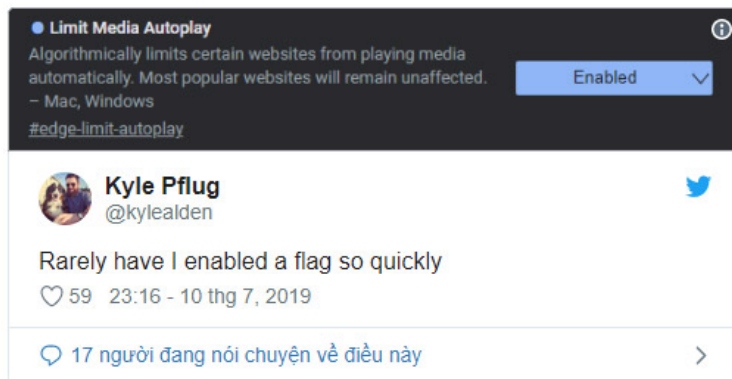 Limit Media Autoplay
Algorithmically limits certain websites from playing media
automatically. Most popular websites will remain unaffected.
– Mac, Windows
#edge-limit-autoplay
Enabled
Kyle Pflug
@kylealden
Rarely have I enabled a flag so quickly
59 23:16 - 10 thg 7, 2019
17 người đang nói chuyện về điều này